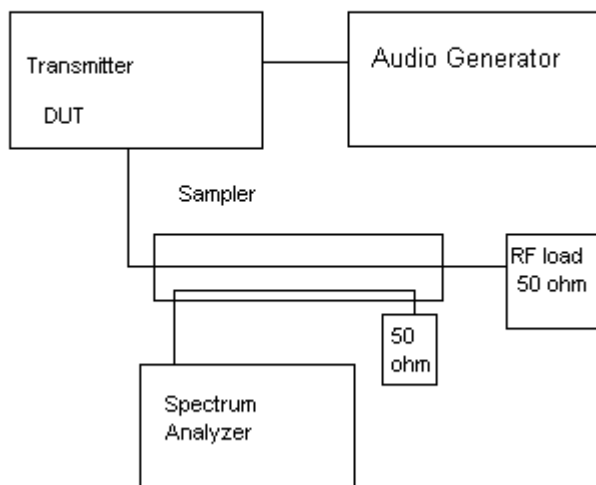 Transmitter
DUT
Audio Generator
Sampler
RF load
50 ohm
50
ohm
Spectrum
Analyzer